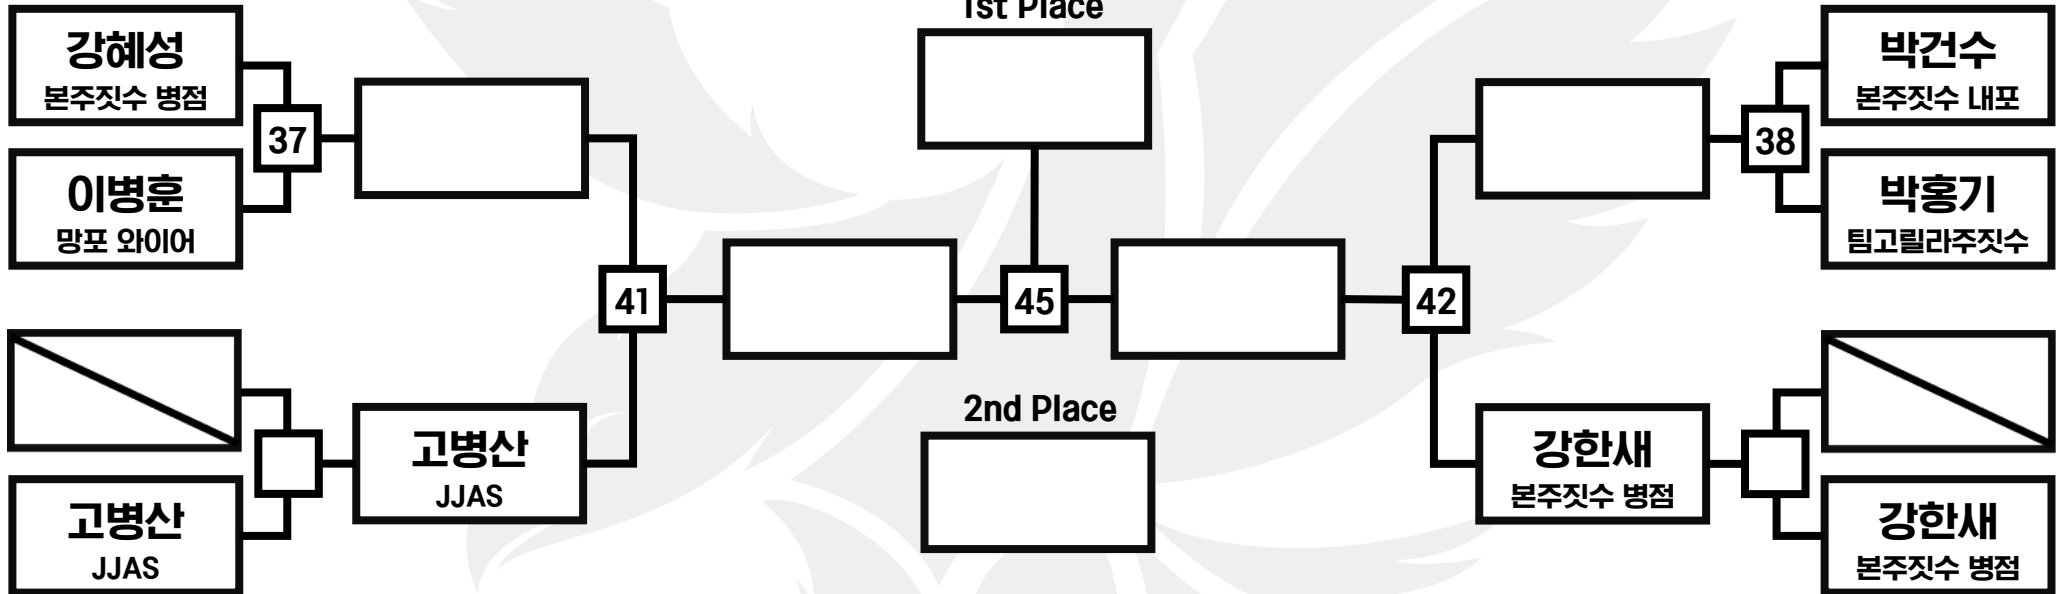 1st Place
강혜성
본주짓수 병점
37
이병훈
망포 와이어
고병산
JJAS
고병산
JJAS
41
45
42
2nd Place
박건수
본주짓수 내포
38
박홍기
팀고릴라주짓수
강한새
본주짓수 병점
강한새
본주짓수 병점